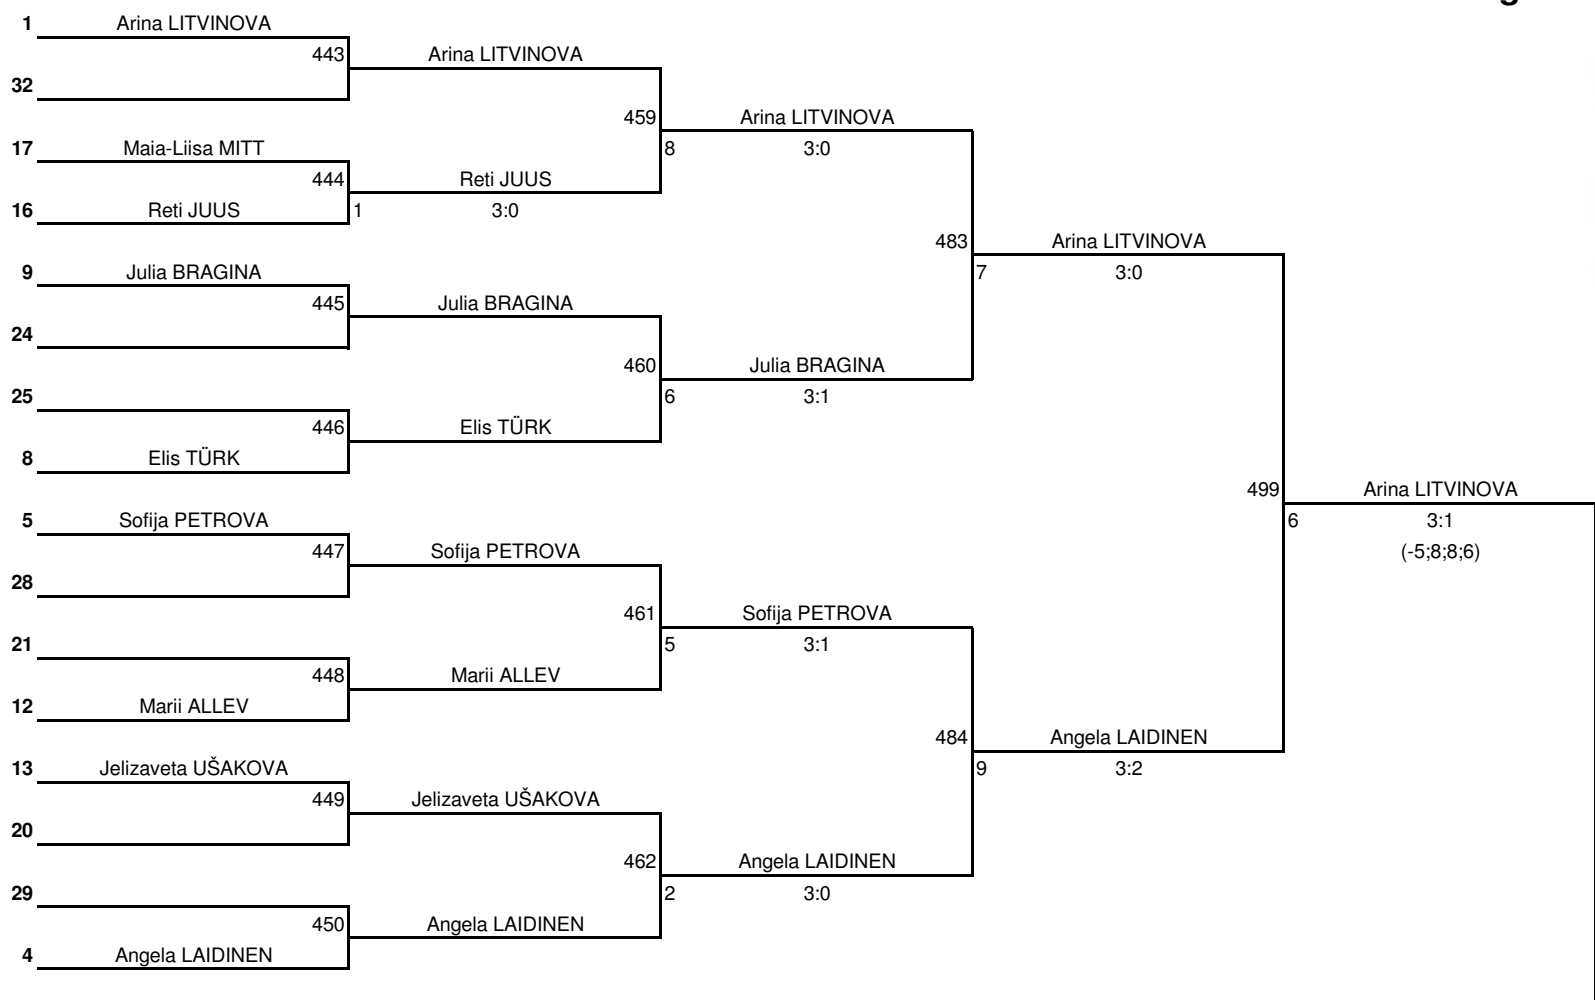 1 Arina LITVINOVA
443 Arina LITVINOVA
32
459 Arina LITVINOVA
17 Maia-Liisa MITT
8 3:0
444 Reti JUUS
16 Reti JUUS
1 3:0
483 Arina LITVINOVA
9 Julia BRAGINA
7 3:0
445 Julia BRAGINA
24
460 Julia BRAGINA
25
6 3:1
446 Elis TÜRK
8 Elis TÜRK
499 Arina LITVINOVA
5 Sofija PETROVA
6 3:1
447 Sofija PETROVA
(-5;8;8;6)
28
461 Sofija PETROVA
21
5 3:1
448 Marii ALLEV
12 Marii ALLEV
484 Angela LAIDINEN
13 Jelizaveta UŠAKOVA
9 3:2
449 Jelizaveta UŠAKOVA
20
462 Angela LAIDINEN
29
2 3:0
450 Angela LAIDINEN
4 Angela LAIDINEN